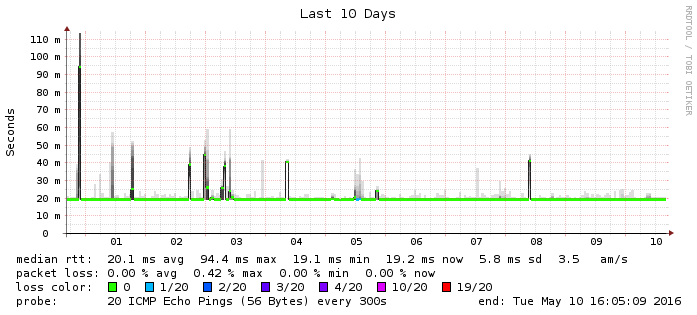 Last 10 Days
RRDTOOL / TOBI OETIKER
Seconds
110 m
100 m
90 m
80 m
70 m
60 m
50 m
40 m
30 m
20 m
10 m
0
01 02 03 04 05 06 07 08 09 10
median rtt: 20.1 ms avg 94.4 ms max 19.1 ms min 19.2 ms now 5.8 ms sd 3.5 am/s
packet loss: 0.00 % avg 0.42 % max 0.00 % min 0.00 % now
loss color: 0 1/20 2/20 3/20 4/20 10/20 19/20
probe: 20 ICMP Echo Pings (56 Bytes) every 300s end: Tue May 10 16:05:09 2016